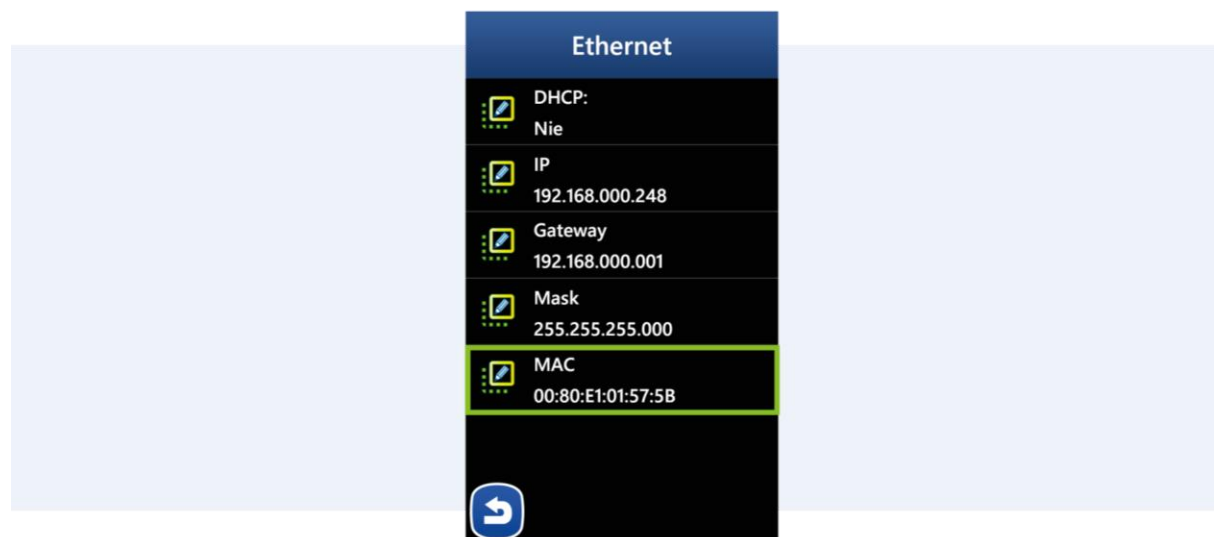 Ethernet
DHCP:
Nie
IP
192.168.000.248
Gateway
192.168.000.001
Mask
255.255.255.000
MAC
00:80:E1:01:57:5B